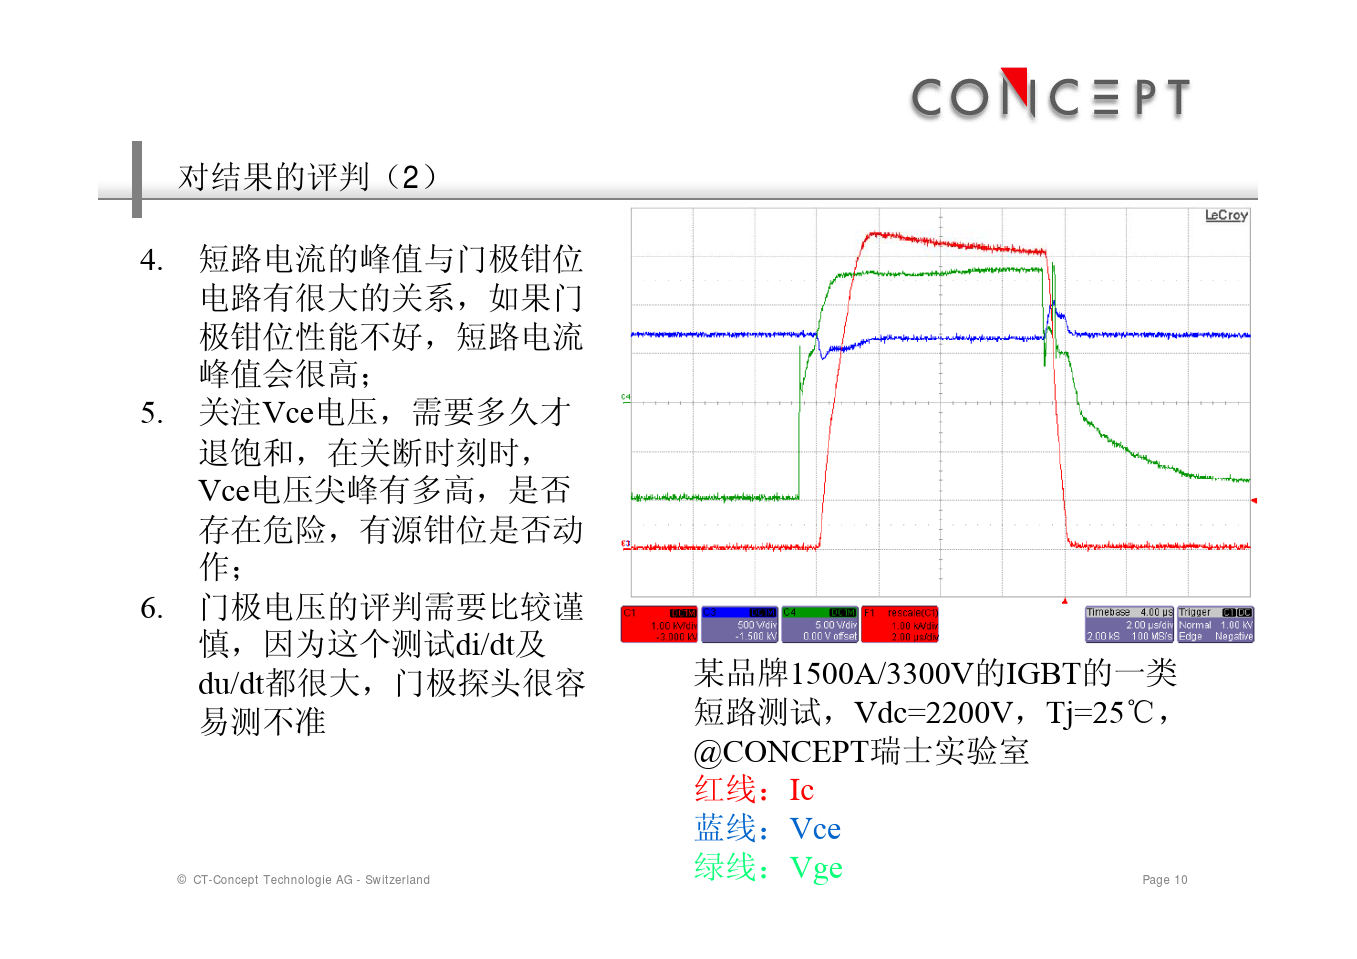 CONCEPT
对结果的评判（2）
4. 短路电流的峰值与门极钳位
电路有很大的关系，如果门
极钳位性能不好，短路电流
峰值会很高；
5. 关注Vce电压，需要多久才
退饱和，在关断时刻时，
Vce电压尖峰有多高，是否
存在危险，有源钳位是否动
作；
6. 门极电压的评判需要比较谨
慎，因为这个测试di/dt及
du/dt都很大，门极探头很容
易测不准
LeCroy
C4
C1 DC1M
1.00 kV/div
-3.000 kV
500 V/div
-1.500 kV
C4 DC1M
5.00 V/div
0.00 V offset
F1 rescale(C1)
1.00 kA/div
2.00 µs/div
Timebase 4.00 µs
2.00 µs/div
2.00 kS 100 MS/s
Trigger C1 DC
Normal 1.00 kV
Edge Negative
某品牌1500A/3300V的IGBT的一类
短路测试，Vdc=2200V，Tj=25℃，
@CONCEPT瑞士实验室
红线：Ic
蓝线：Vce
绿线：Vge
© CT-Concept Technologie AG - Switzerland
Page 10